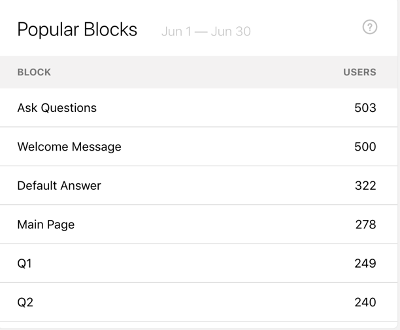 Popular Blocks Jun 1 — Jun 30 ?
BLOCK USERS
Ask Questions 503
Welcome Message 500
Default Answer 322
Main Page 278
Q1 249
Q2 240